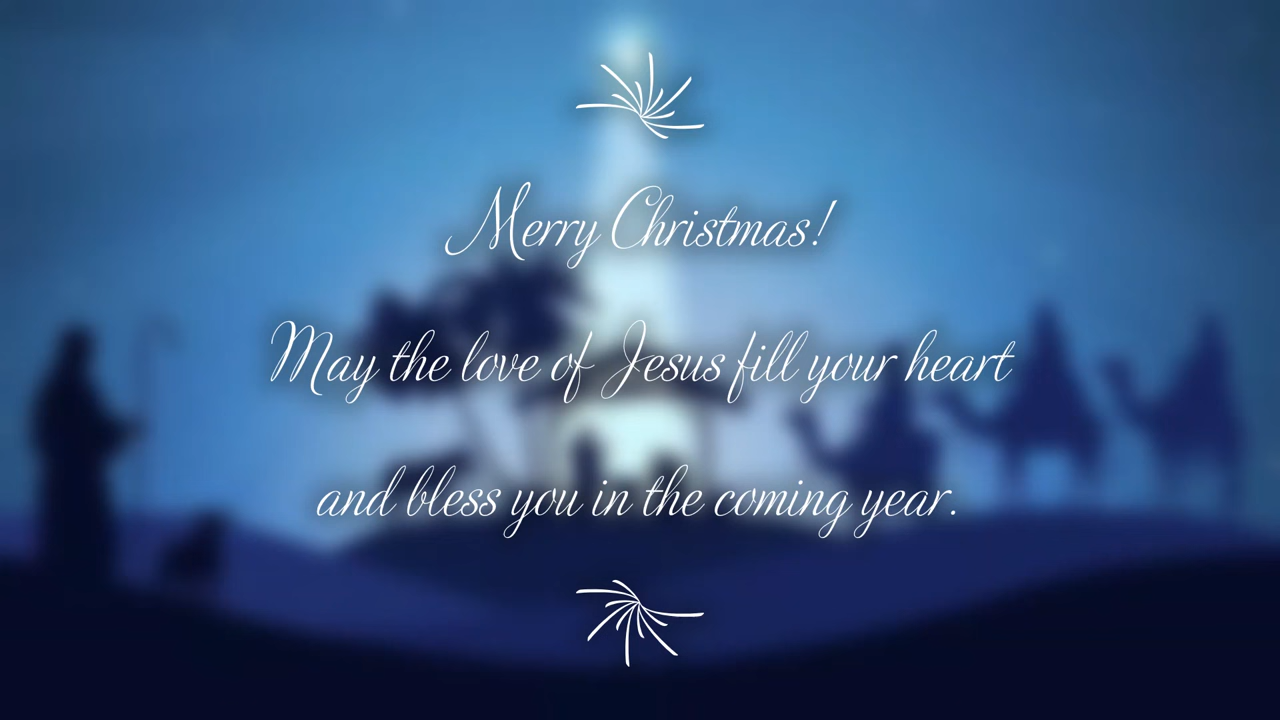 Merry Christmas!
May the love of Jesus fill your heart
and bless you in the coming year.